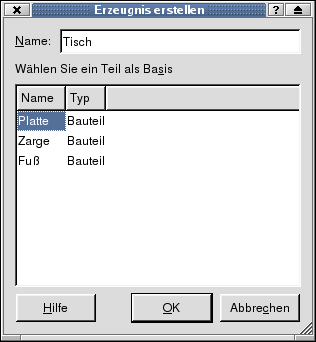 Erzeugnis erstellen
Name: Tisch
Wählen Sie ein Teil als Basis
Name Typ
Platte Bauteil
Zarge Bauteil
Fuß Bauteil
Hilfe OK Abbrechen